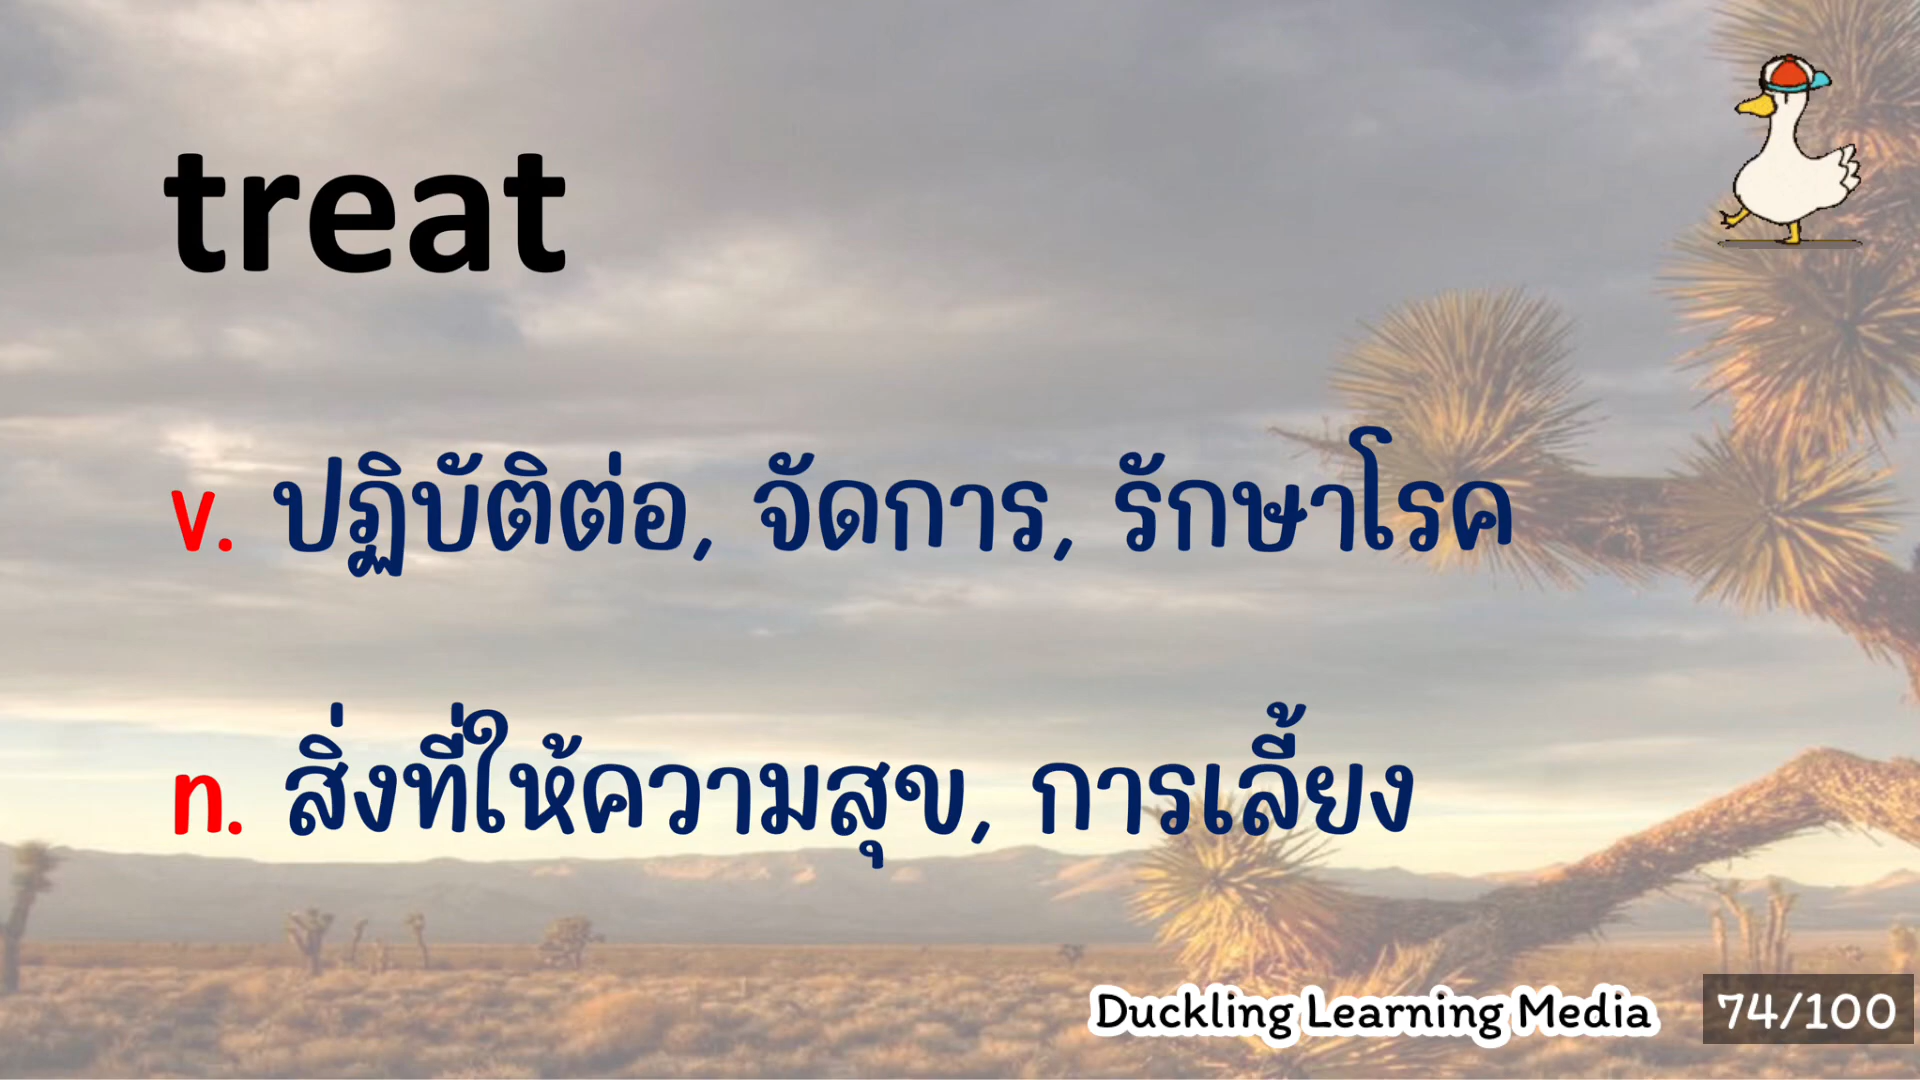 treat
v. ปฏิบัติต่อ, จัดการ, รักษาโรค
n. สิ่งที่ให้ความสุข, การเลี้ยง
Duckling Learning Media
74/100